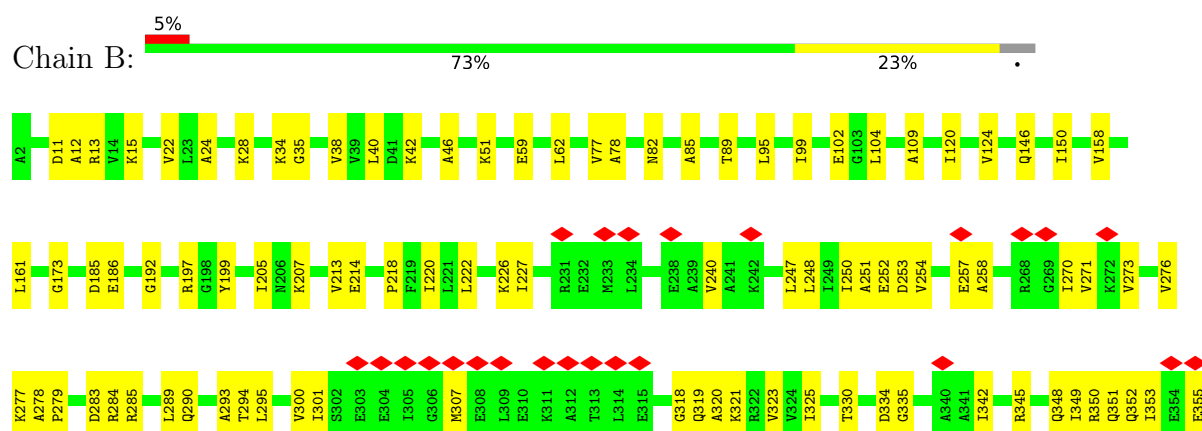 5%
Chain B:
73% 23% •
A2 D11 A12 R13 V14 K15 V22 L23 A24 K28 K34 G35 V38 V39 L40 D41 K42 A46 K51 E59 L62 V77 A78 N82 A85 T89 L95 I99 E102 G103 L104 A109 I120 V124 Q146 I150 V158
L161 G173 D185 E186 G192 R197 G198 Y199 I205 N206 K207 V213 E214 P218 F219 I220 L221 L222 K226 I227 R231 E232 M233 L234 E238 A239 V240 A241 K242 L247 L248 I249 I250 A251 E252 D253 V254 E257 A258 R268 G269 I270 V271 K272 V273 V276
K277 A278 P279 D283 R284 R285 L289 Q290 A293 T294 L295 V300 I301 S302 E303 E304 I305 G306 M307 E308 L309 E310 K311 A312 T313 L314 E315 G318 Q319 A320 K321 R322 V323 V324 I325 T330 D334 G335 A340 A341 I342 R345 Q348 I349 R350 Q351 Q352 I353 E354 E355